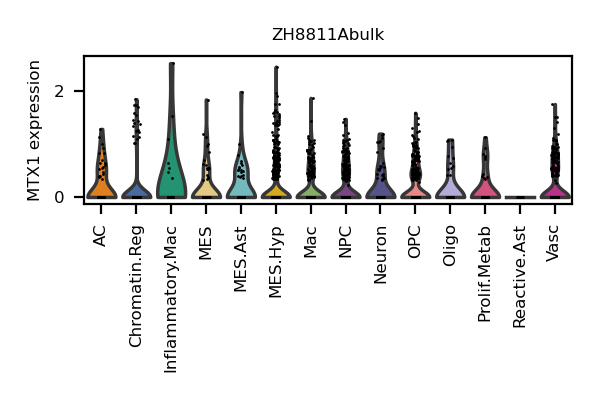 ZH8811Abulk
MTX1 expression
2
0
AC
Chromatin.Reg
Inflammatory.Mac
MES
MES.Ast
MES.Hyp
Mac
NPC
Neuron
OPC
Oligo
Prolif.Metab
Reactive.Ast
Vasc